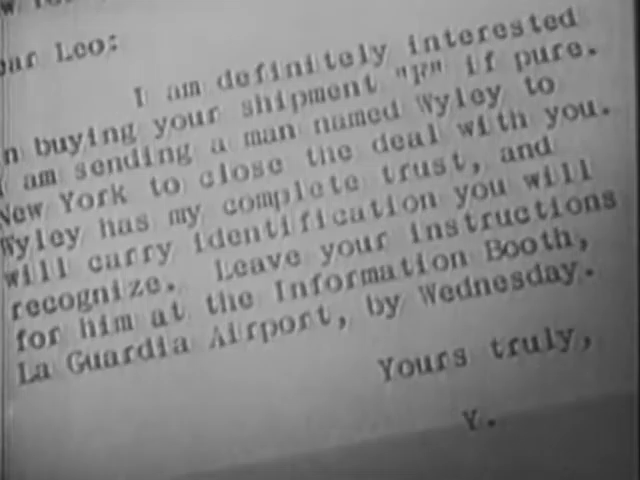 ear Leo:
I am definitely interested
n buying your shipment "F" if pure.
I am sending a man named Wyley to
New York to close the deal with you.
Wyley has my complete trust, and
will carry identification you will
recognize. Leave your instructions
for him at the Information Booth,
La Guardia Airport, by Wednesday.
Yours truly,
Y.